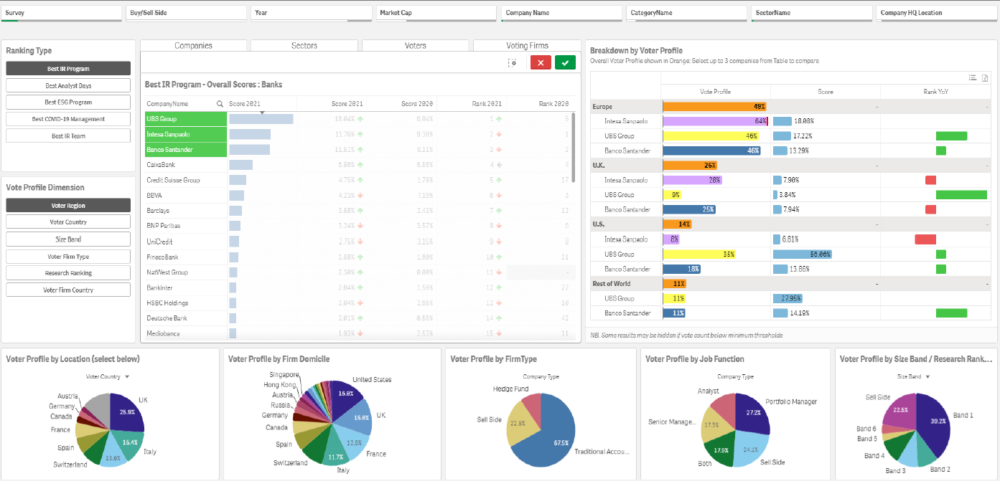 Survey
Buy/Sell Side
Year
Market Cap
Company Name
CategoryName
SectorName
Company HQ Location
Ranking Type
Best IR Program
Best Analyst Days
Best ESG Program
Best COVID-19 Management
Best IR Team
Vote Profile Dimension
Voter Region
Voter Country
Size Band
Voter Firm Type
Research Ranking
Voter Firm Country
Companies Sectors Voters Voting Firms
Best IR Program - Overall Scores : Banks
CompanyName Score 2021 Score 2021 Score 2020 Rank 2021 Rank 2020
UBS Group 18.04% 6.04% 1 5
Intesa Sanpaolo 11.76% 9.30% 2 1
Banco Santander 11.51% 9.11% 3 2
CaixaBank 6.56% 6.56% 4 4
Credit Suisse Group 4.75% 1.79% 5 17
BBVA 4.23% 7.19% 6 3
Barclays 3.58% 2.43% 7 12
BNP Paribas 3.24% 3.57% 8 6
UniCredit 2.75% 3.15% 9 8
FinecoBank 2.58% 1.60% 10 21
NatWest Group 2.30% 0.00% 11 -
Bankinter 2.04% 1.59% 12 22
HSBC Holdings 2.04% 2.55% 12 10
Deutsche Bank 2.01% 0.56% 14 42
Mediobanca 1.93% 2.53% 15 11
Breakdown by Voter Profile
Overall Voter Profile shown in Orange: Select up to 3 companies from Table to compare
Vote Profile Score Rank YoY
Europe 49% - -
Intesa Sanpaolo 64% 18.08%
UBS Group 46% 17.22%
Banco Santander 46% 13.29%
U.K. 26% - -
Intesa Sanpaolo 28% 7.90%
UBS Group 9% 3.84%
Banco Santander 25% 7.94%
U.S. 14% - -
Intesa Sanpaolo 8% 6.81%
UBS Group 35% 56.06%
Banco Santander 18% 13.86%
Rest of World 11% - -
UBS Group 11% 27.95%
Banco Santander 11% 14.19%
NB. Some results may be hidden if vote count below minimum thresholds
Voter Profile by Location (select below)
Voter Country
UK
25.9%
Italy
15.4%
13.6%
Switzerland
Spain
France
Canada
Germany
Austria
Voter Profile by Firm Domicile
United States
15.8%
UK
15.0%
France
12.5%
Italy
11.7%
Switzerland
Spain
Canada
Germany
Russia
Austria
Hong Kong
Singapore
Voter Profile by FirmType
Company Type
Hedge Fund
Sell Side
22.5%
67.5%
Traditional Accou...
Voter Profile by Job Function
Company Type
Analyst
Portfolio Manager
27.2%
Senior Manage...
17.3%
17.9%
24.1%
Both
Sell Side
Voter Profile by Size Band / Research Rank...
Size Band
Sell Side
22.5%
39.2%
Band 1
Band 6
Band 5
Band 4
Band 3
Band 2